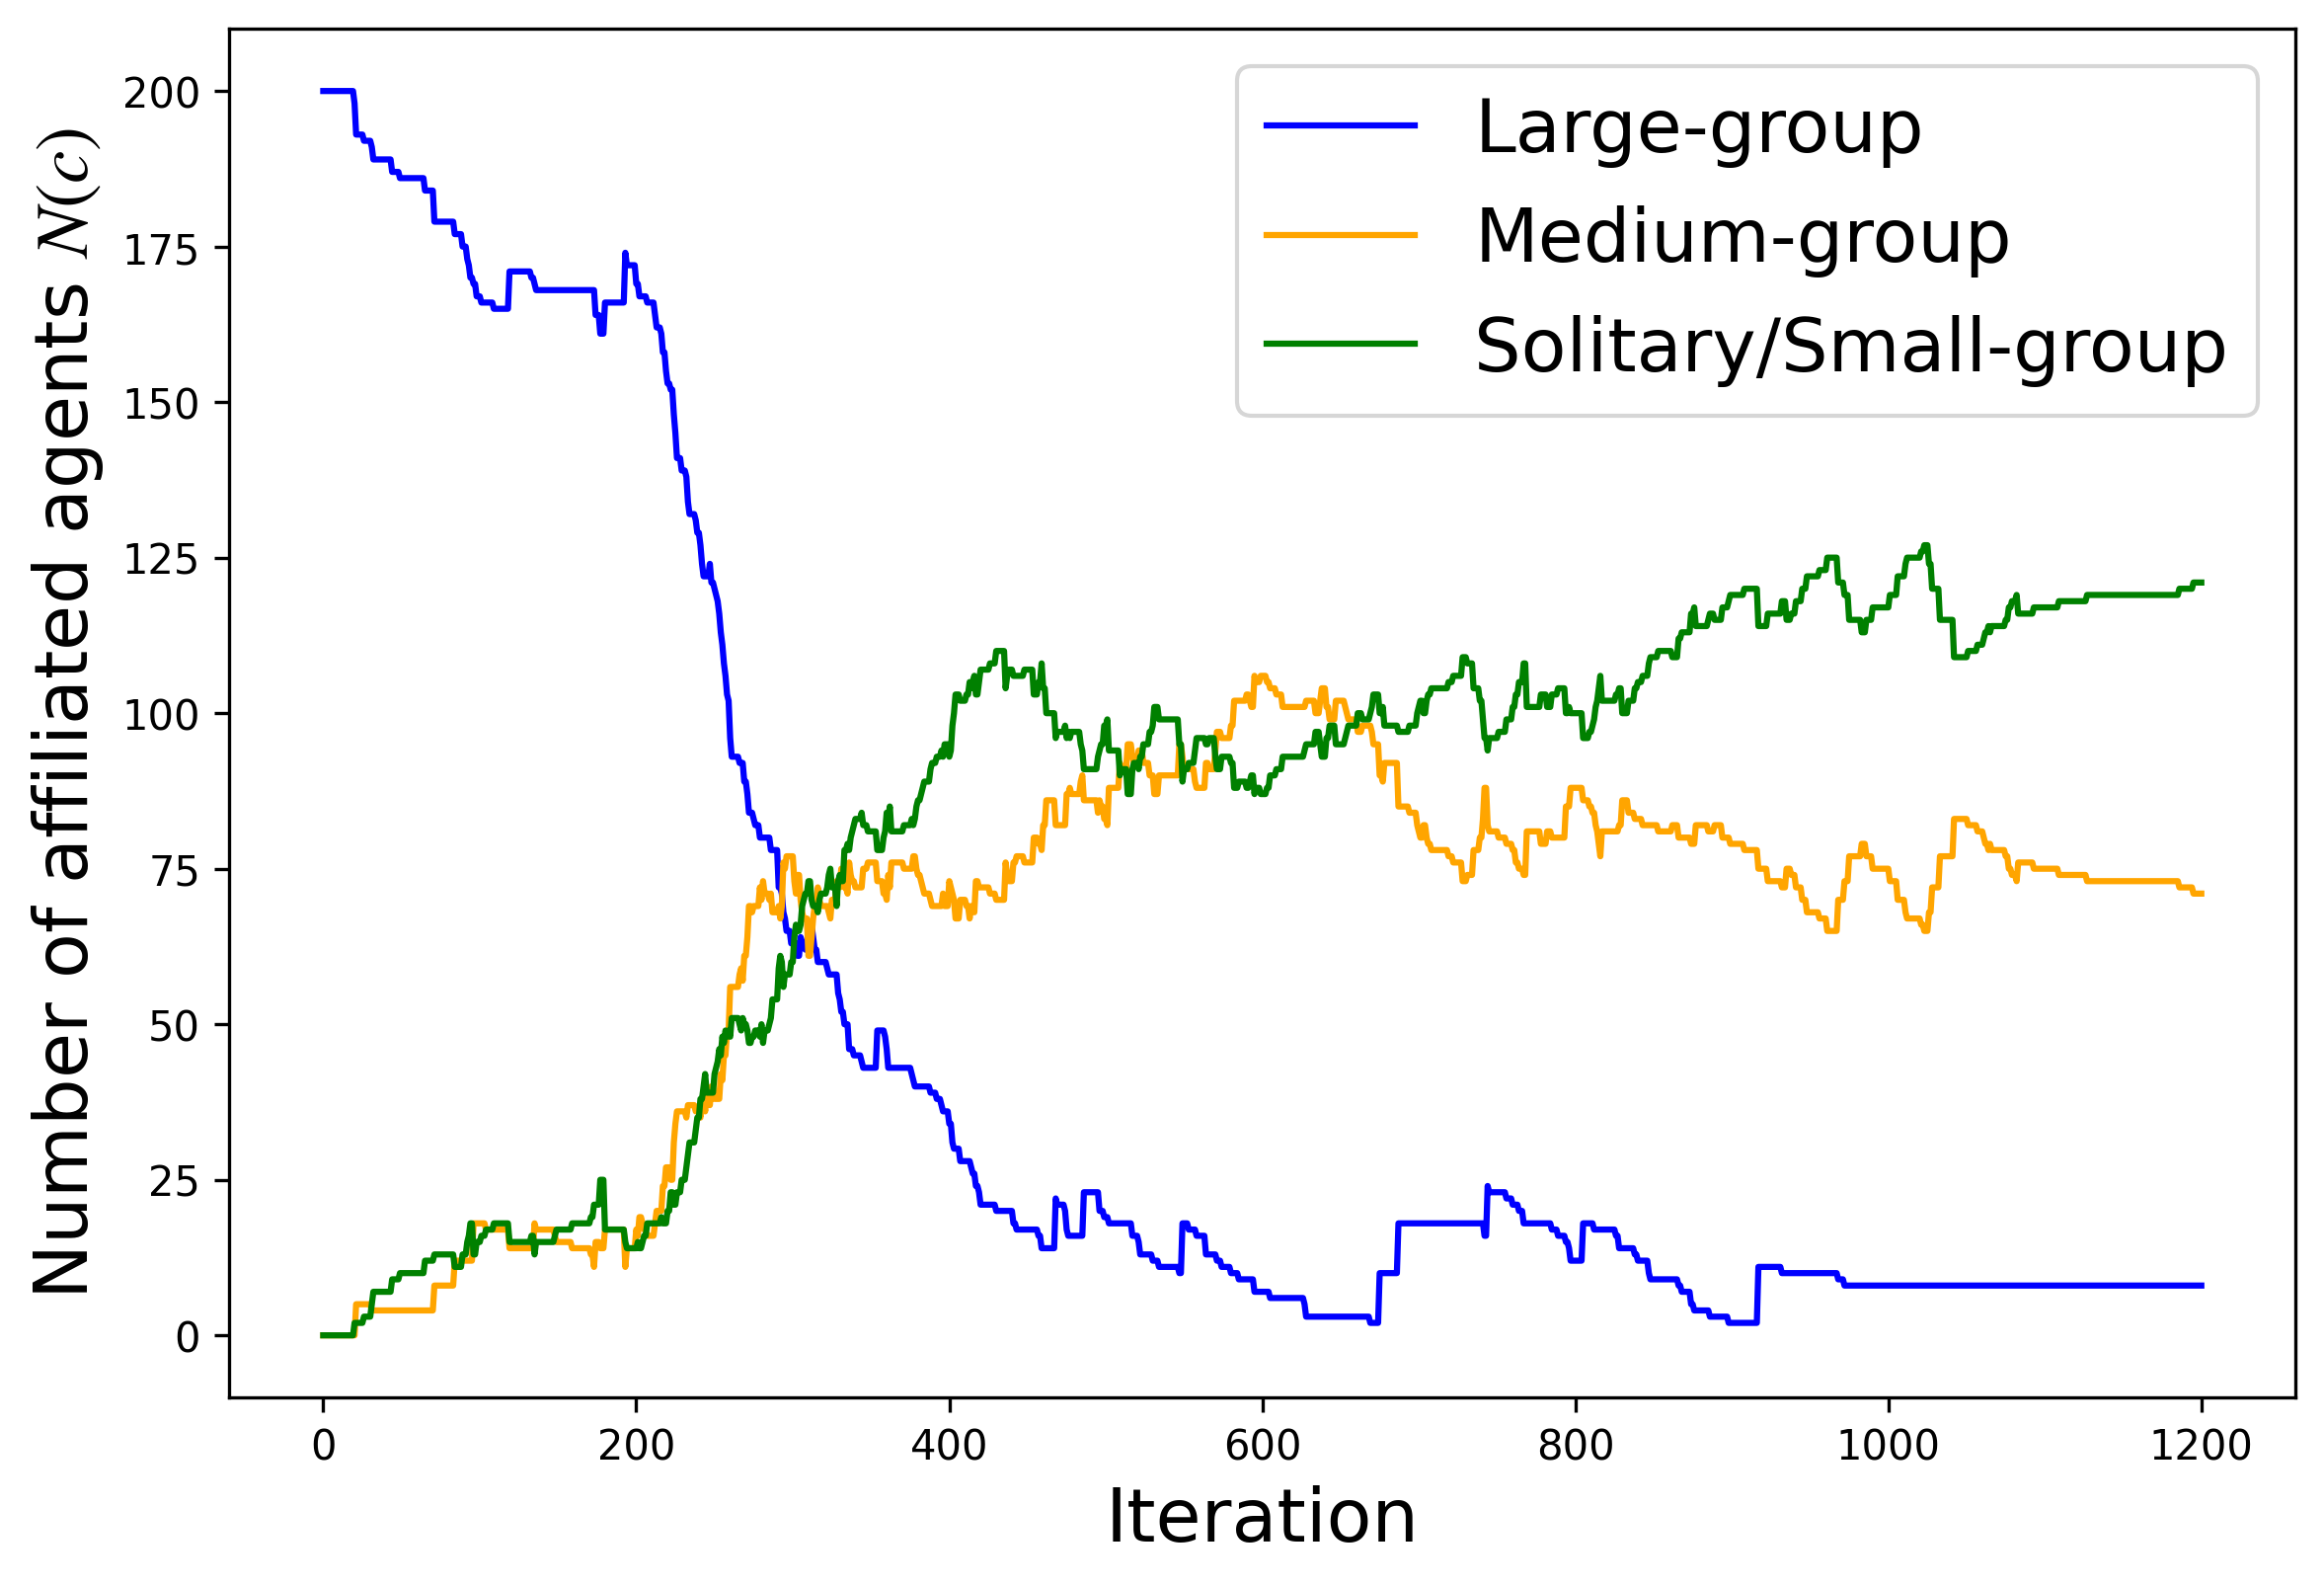 Number of affiliated agents N(c)
200
175
150
125
100
75
50
25
0
Large-group
Medium-group
Solitary/Small-group
0 200 400 600 800 1000 1200
Iteration